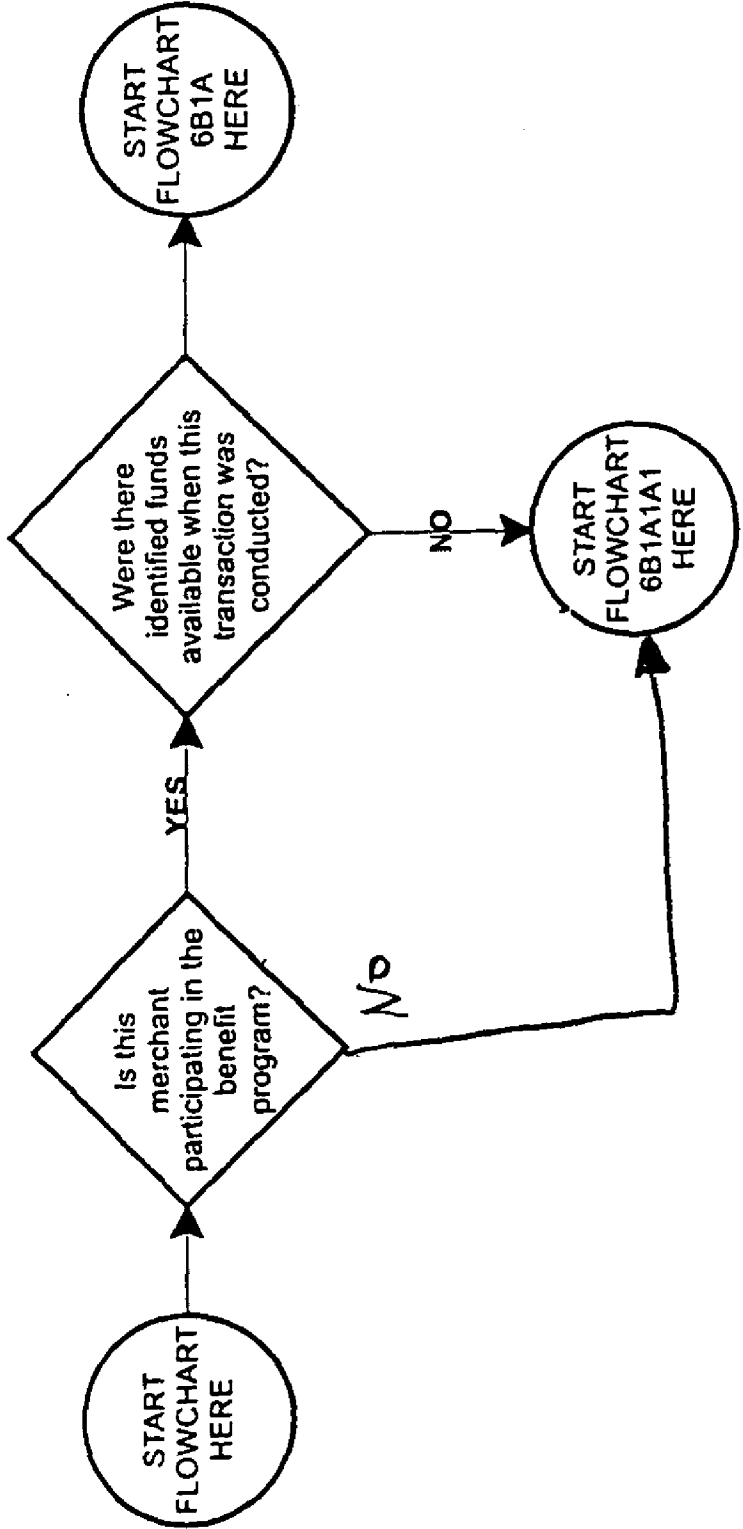 START
FLOWCHART
HERE
Is this
merchant
participating in the
benefit
program?
YES
NO
Were there
identified funds
available when this
transaction was
conducted?
NO
START
FLOWCHART
6B1A
HERE
START
FLOWCHART
6B1A1A1
HERE